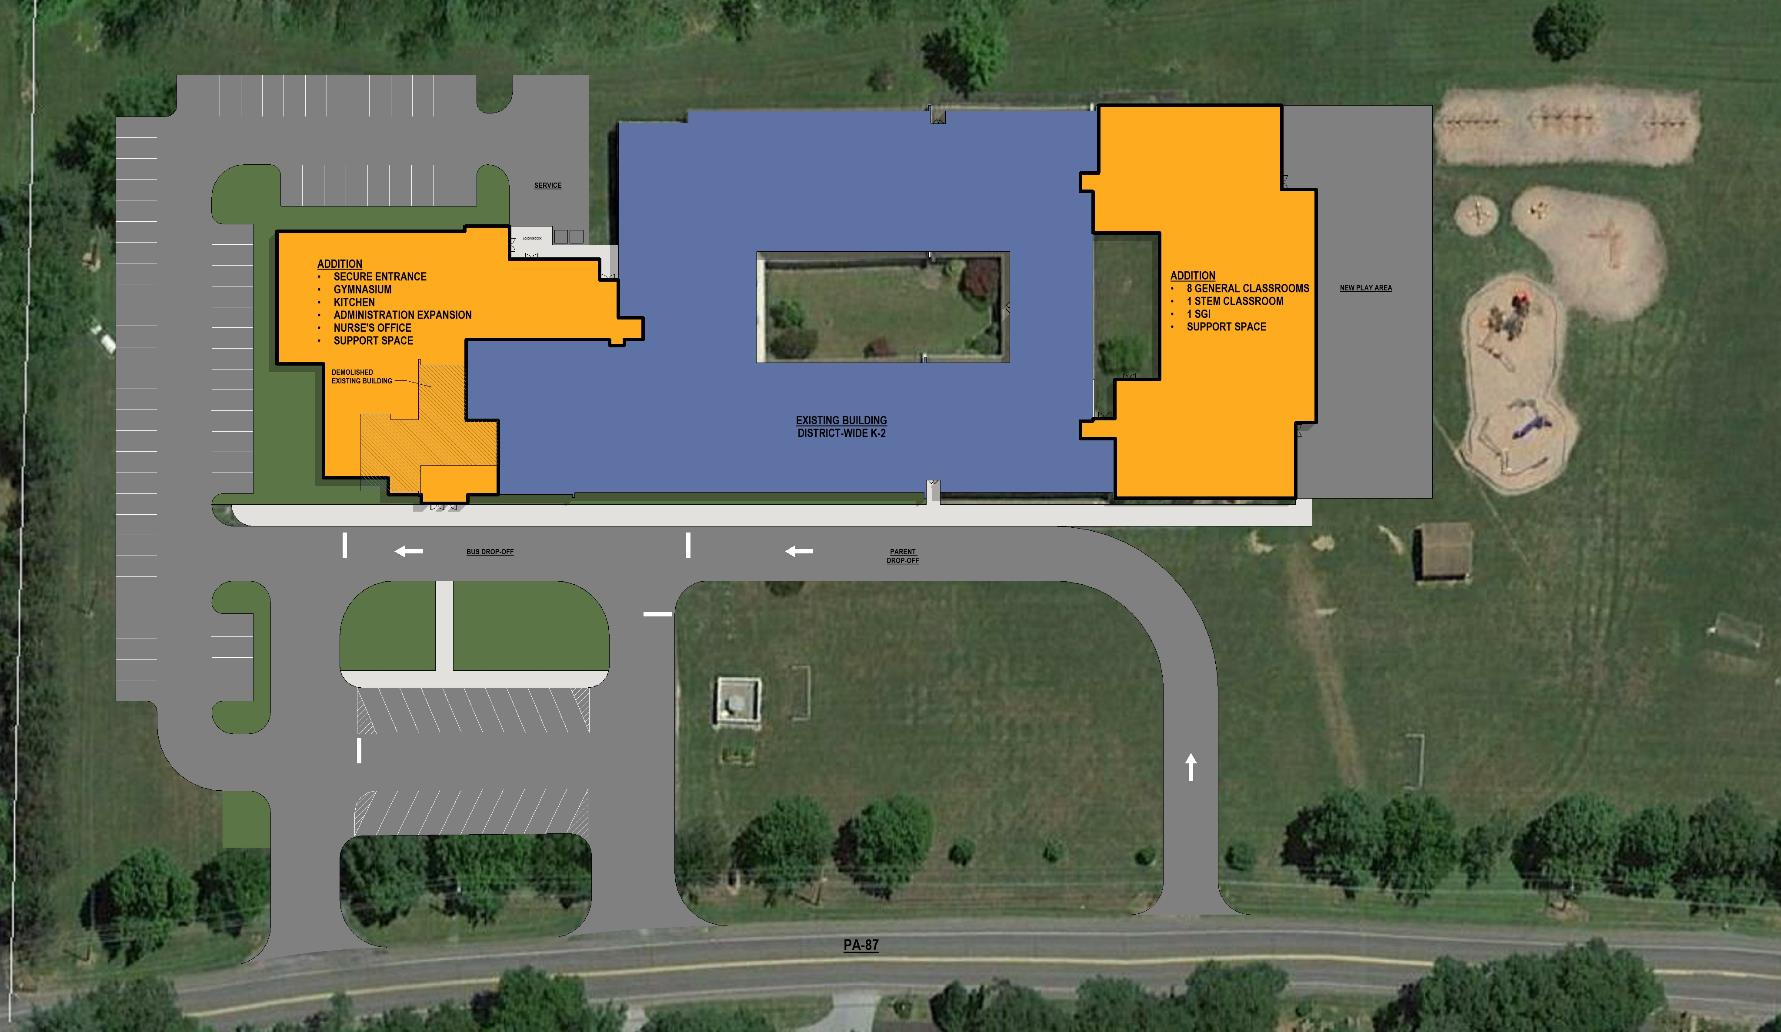 SERVICE
ADDITION
• SECURE ENTRANCE
• GYMNASIUM
• KITCHEN
• ADMINISTRATION EXPANSION
• NURSE'S OFFICE
• SUPPORT SPACE
DEMOLISHED
EXISTING BUILDING
ADDITION
• 8 GENERAL CLASSROOMS
• 1 STEM CLASSROOM
• 1 SGI
• SUPPORT SPACE
NEW PLAY AREA
EXISTING BUILDING
DISTRICT-WIDE K-2
BUS DROP-OFF
PARENT
DROP-OFF
PA-87